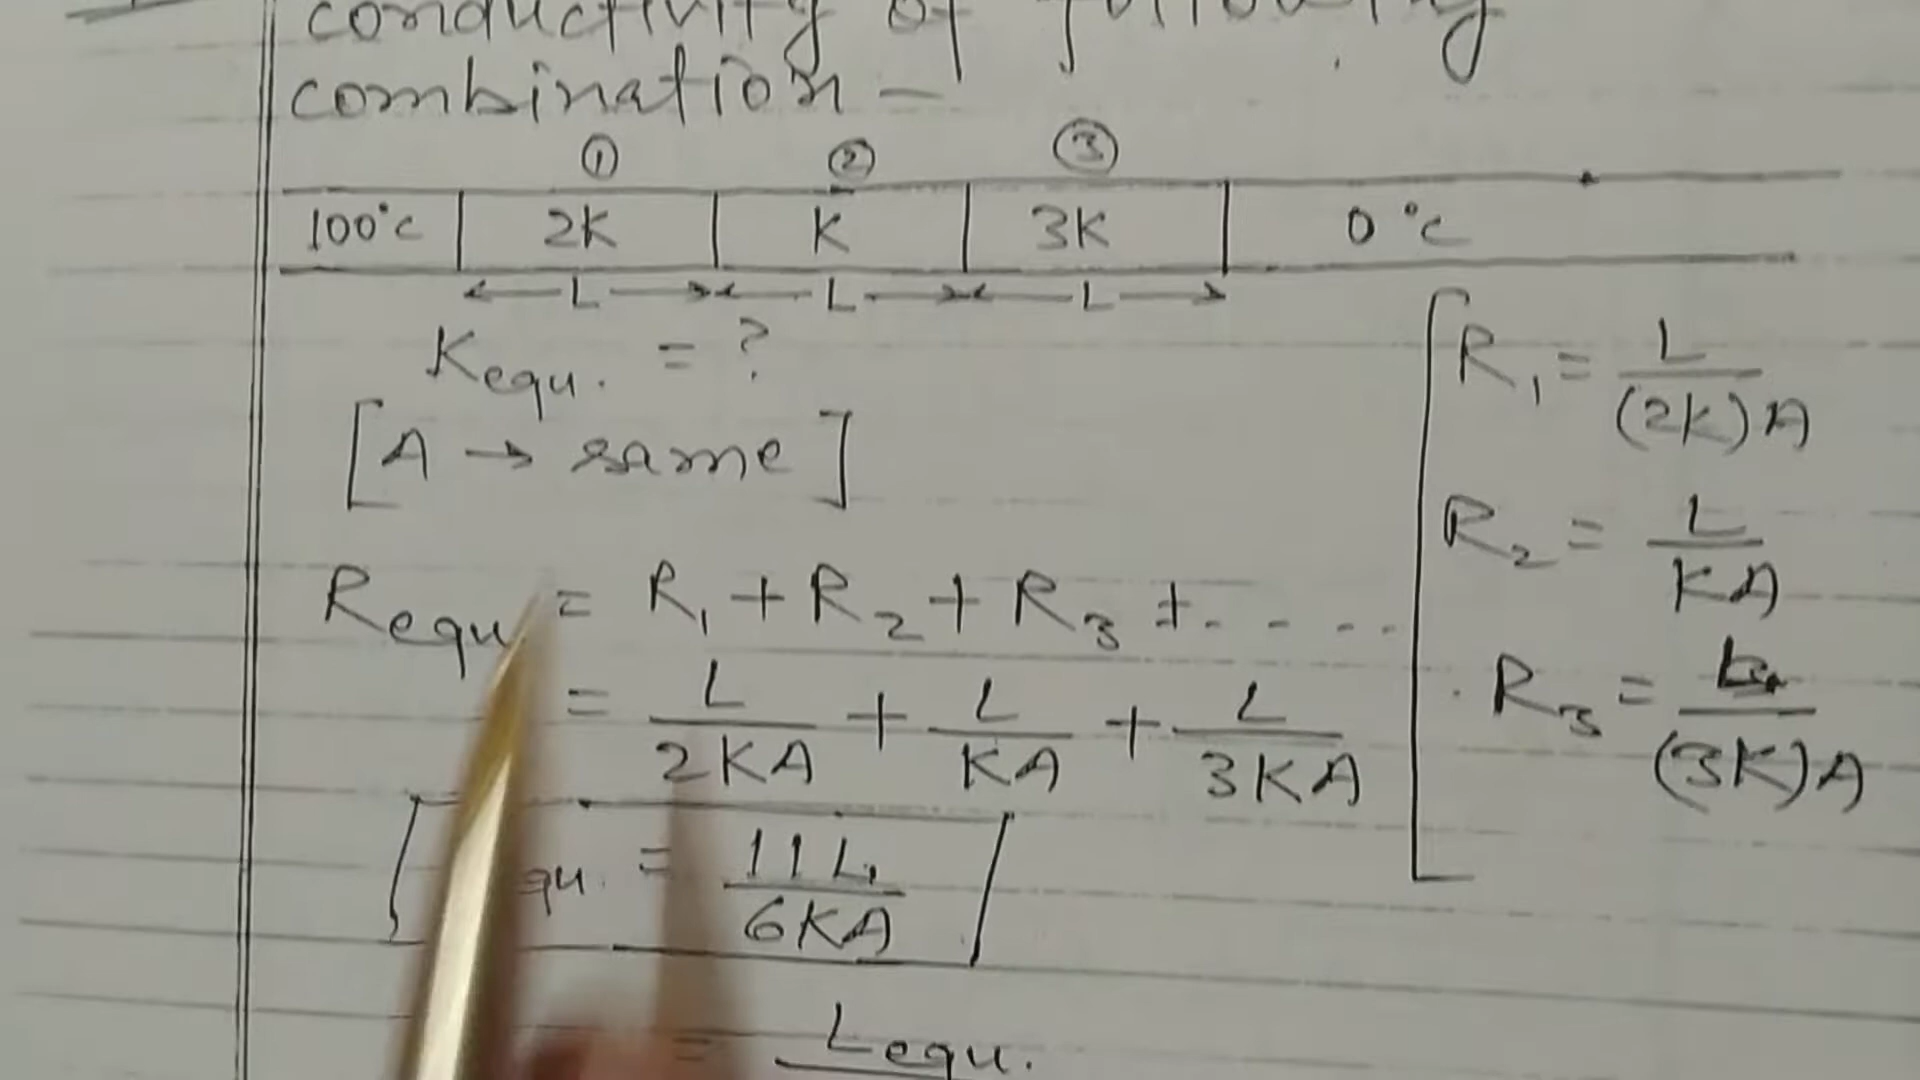 conductivity of following
combination -
① ② ③
100°C 2K K 3K 0°C
L L L
Kequ. = ?
[A → same]
Requ = R₁ + R₂ + R₃ + . . . .
= L/2KA + L/KA + L/3KA
qu. = 11L/6KA
= Lequ.
R₁ = L/(2K)A
R₂ = L/KA
R₃ = L/(3K)A